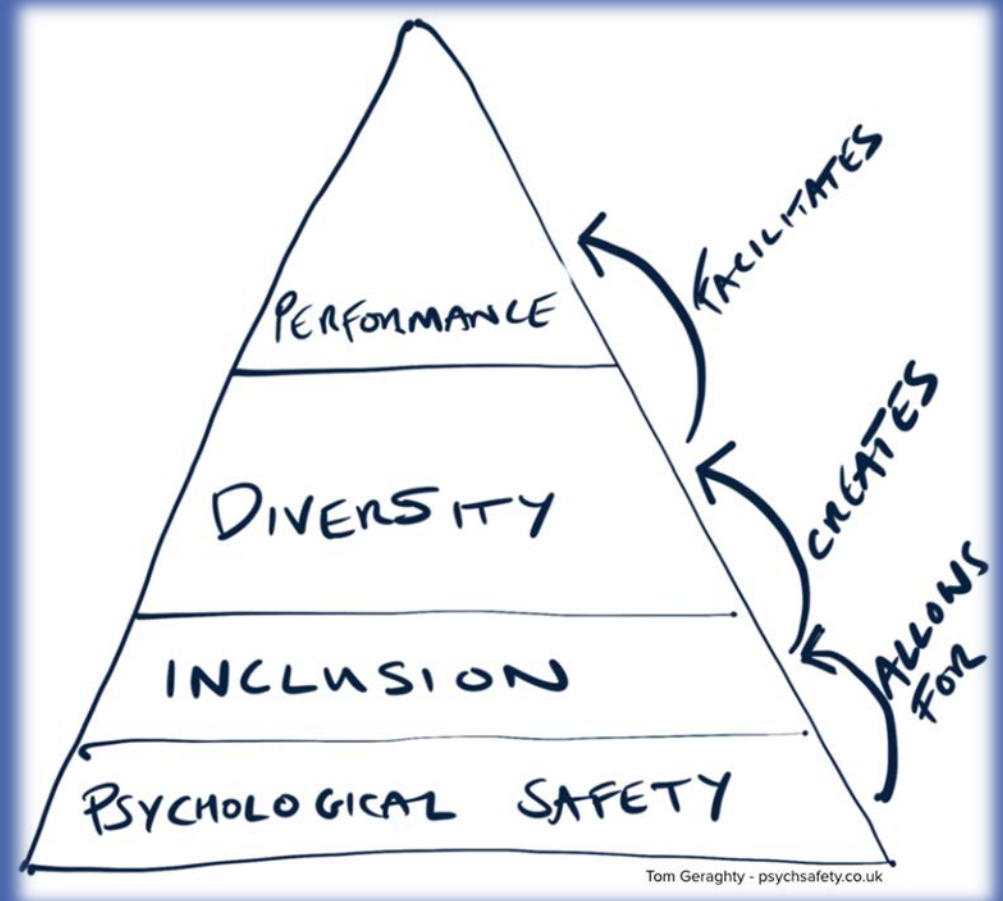 PERFORMANCE
FACILITATES
DIVERSITY
CREATES
INCLUSION
ALLOWS
FOR
PSYCHOLOGICAL SAFETY
Tom Geraghty - psychsafety.co.uk